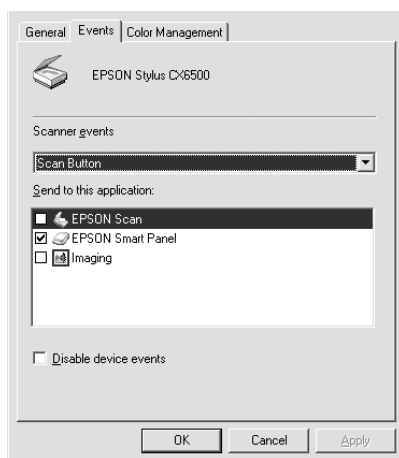 General Events Color Management
EPSON Stylus CX6500
Scanner events
Scan Button
Send to this application:
EPSON Scan
EPSON Smart Panel
Imaging
Disable device events
OK Cancel Apply